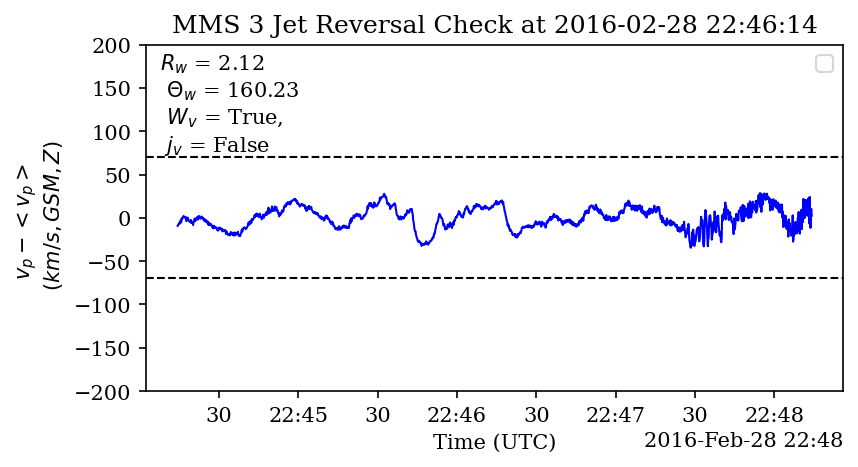 MMS 3 Jet Reversal Check at 2016-02-28 22:46:14
R_w = 2.12
Θ_w = 160.23
W_v = True,
j_v = False
v_p − < v_p >
(km/s, GSM, Z)
200
150
100
50
0
−50
−100
−150
−200
30 22:45 30 22:46 30 22:47 30 22:48
Time (UTC)
2016-Feb-28 22:48